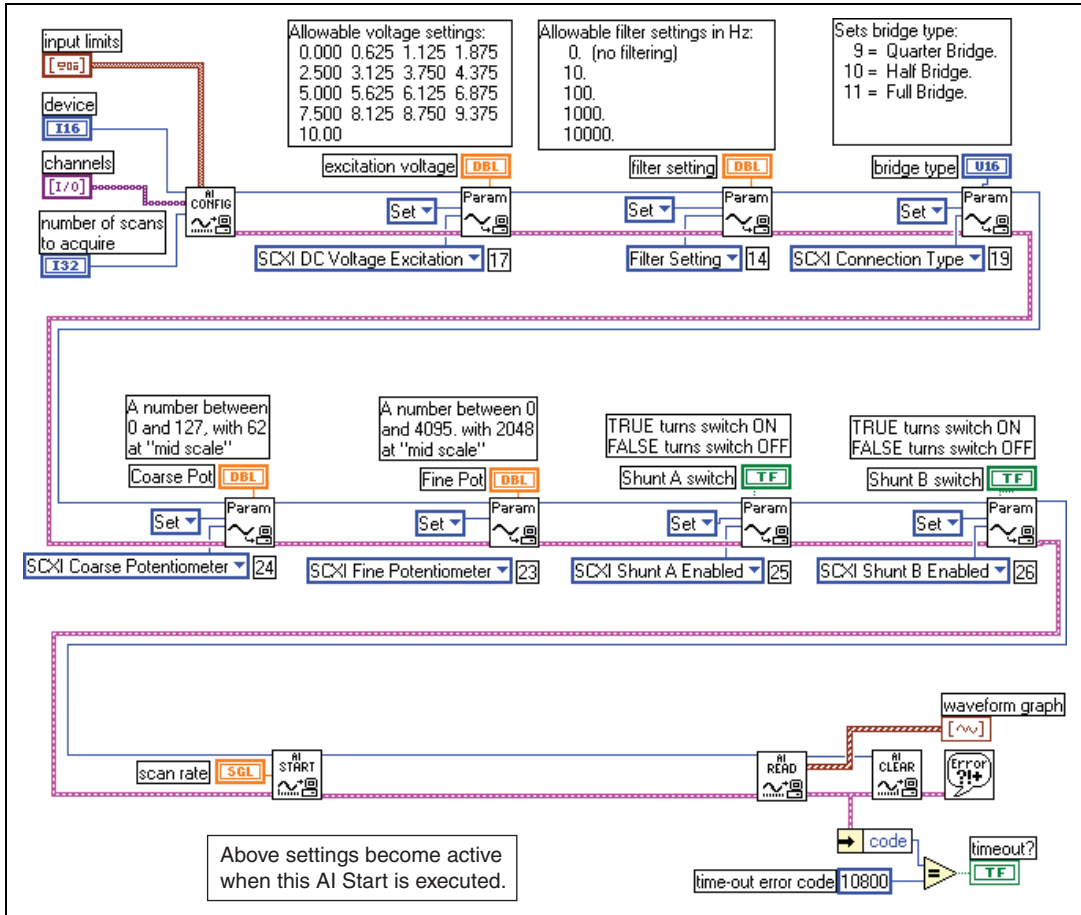 input limits
device
I16
channels
[I/O]
number of scans
to acquire
I32
AI
CONFIG
Allowable voltage settings:
0.000 0.625 1.125 1.875
2.500 3.125 3.750 4.375
5.000 5.625 6.125 6.875
7.500 8.125 8.750 9.375
10.00
excitation voltage DBL
Param
Set
SCXI DC Voltage Excitation 17
Allowable filter settings in Hz:
0. (no filtering)
10.
100.
1000.
10000.
filter setting DBL
Param
Set
Filter Setting 14
Sets bridge type:
9 = Quarter Bridge.
10 = Half Bridge.
11 = Full Bridge.
bridge type U16
Param
Set
SCXI Connection Type 19
A number between
0 and 127, with 62
at "mid scale"
Coarse Pot DBL
Param
Set
SCXI Coarse Potentiometer 24
A number between 0
and 4095. with 2048
at "mid scale"
Fine Pot DBL
Param
Set
SCXI Fine Potentiometer 23
TRUE turns switch ON
FALSE turns switch OFF
Shunt A switch TF
Param
Set
SCXI Shunt A Enabled 25
TRUE turns switch ON
FALSE turns switch OFF
Shunt B switch TF
Param
Set
SCXI Shunt B Enabled 26
scan rate SGL
AI
START
AI
READ
waveform graph
AI
CLEAR
Error
?!+
code
time-out error code 10800
=
timeout?
TF
Above settings become active
when this AI Start is executed.